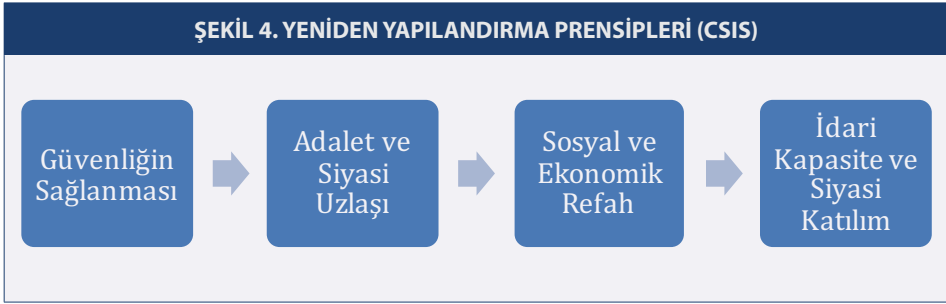 ŞEKİL 4. YENİDEN YAPILANDIRMA PRENSİPLERİ (CSIS)
Güvenliğin
Sağlanması
Adalet ve
Siyasi
Uzlaşı
Sosyal ve
Ekonomik
Refah
İdari
Kapasite ve
Siyasi
Katılım